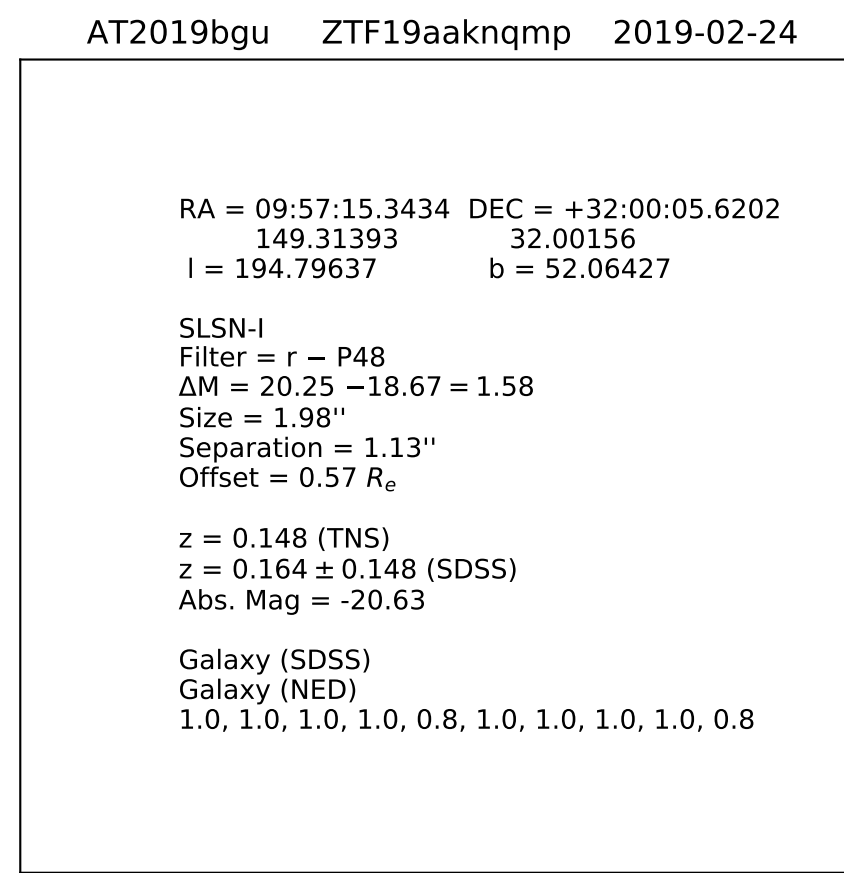 AT2019bgu ZTF19aaknqmp 2019-02-24
RA = 09:57:15.3434 DEC = +32:00:05.6202
149.31393 32.00156
l = 194.79637 b = 52.06427
SLSN-I
Filter = r − P48
ΔM = 20.25 −18.67 = 1.58
Size = 1.98''
Separation = 1.13''
Offset = 0.57 Rₑ
z = 0.148 (TNS)
z = 0.164 ± 0.148 (SDSS)
Abs. Mag = -20.63
Galaxy (SDSS)
Galaxy (NED)
1.0, 1.0, 1.0, 1.0, 0.8, 1.0, 1.0, 1.0, 1.0, 0.8